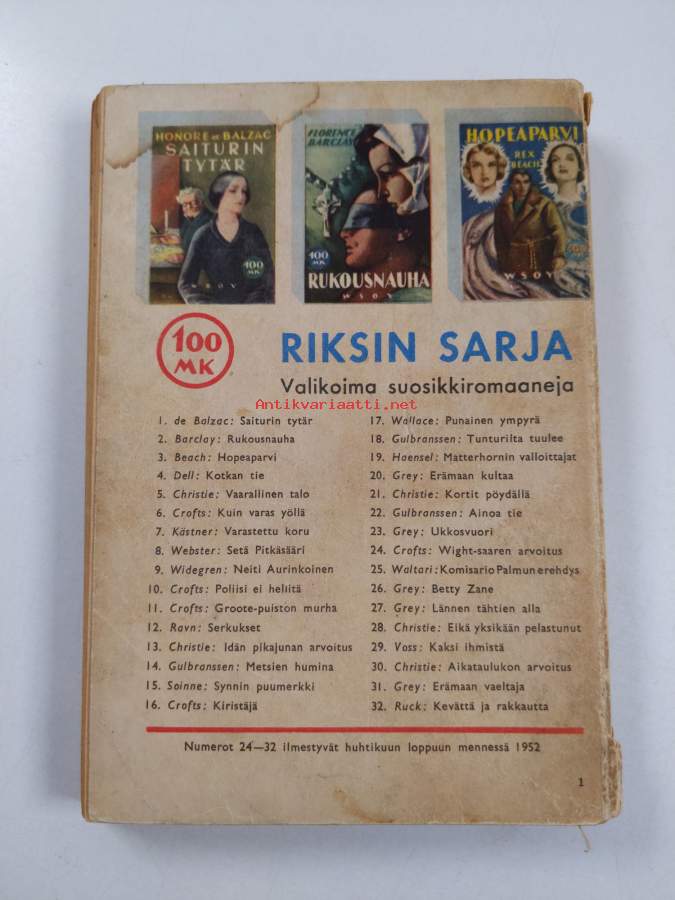 HONORE de BALZAC
SAITURIN
TYTÄR
100
MK
WSOY
FLORENCE
BARCLAY
100
MK
RUKOUSNAUHA
WSOY
HOPEAPARVI
REX
BEACH
WSOY
100
MK
RIKSIN SARJA
Valikoima suosikkiromaaneja
Antikvariaatti.net
1. de Balzac: Saiturin tytär
2. Barclay: Rukousnauha
3. Beach: Hopeaparvi
4. Dell: Kotkan tie
5. Christie: Vaarallinen talo
6. Crofts: Kuin varas yöllä
7. Kästner: Varastettu koru
8. Webster: Setä Pitkäsääri
9. Widegren: Neiti Aurinkoinen
10. Crofts: Poliisi ei hellitä
11. Crofts: Groote-puiston murha
12. Ravn: Serkukset
13. Christie: Idän pikajunan arvoitus
14. Gulbranssen: Metsien humina
15. Soinne: Synnin puumerkki
16. Crofts: Kiristäjä
17. Wallace: Punainen ympyrä
18. Gulbranssen: Tunturilta tuulee
19. Haensel: Matterhornin valloittajat
20. Grey: Erämaan kultaa
21. Christie: Kortit pöydällä
22. Gulbranssen: Ainoa tie
23. Grey: Ukkosvuori
24. Crofts: Wight-saaren arvoitus
25. Waltari: Komisario Palmun erehdys
26. Grey: Betty Zane
27. Grey: Lännen tähtien alla
28. Christie: Eikä yksikään pelastunut
29. Voss: Kaksi ihmistä
30. Christie: Aikataulukon arvoitus
31. Grey: Erämaan vaeltaja
32. Ruck: Kevättä ja rakkautta
Numerot 24—32 ilmestyvät huhtikuun loppuun mennessä 1952
1